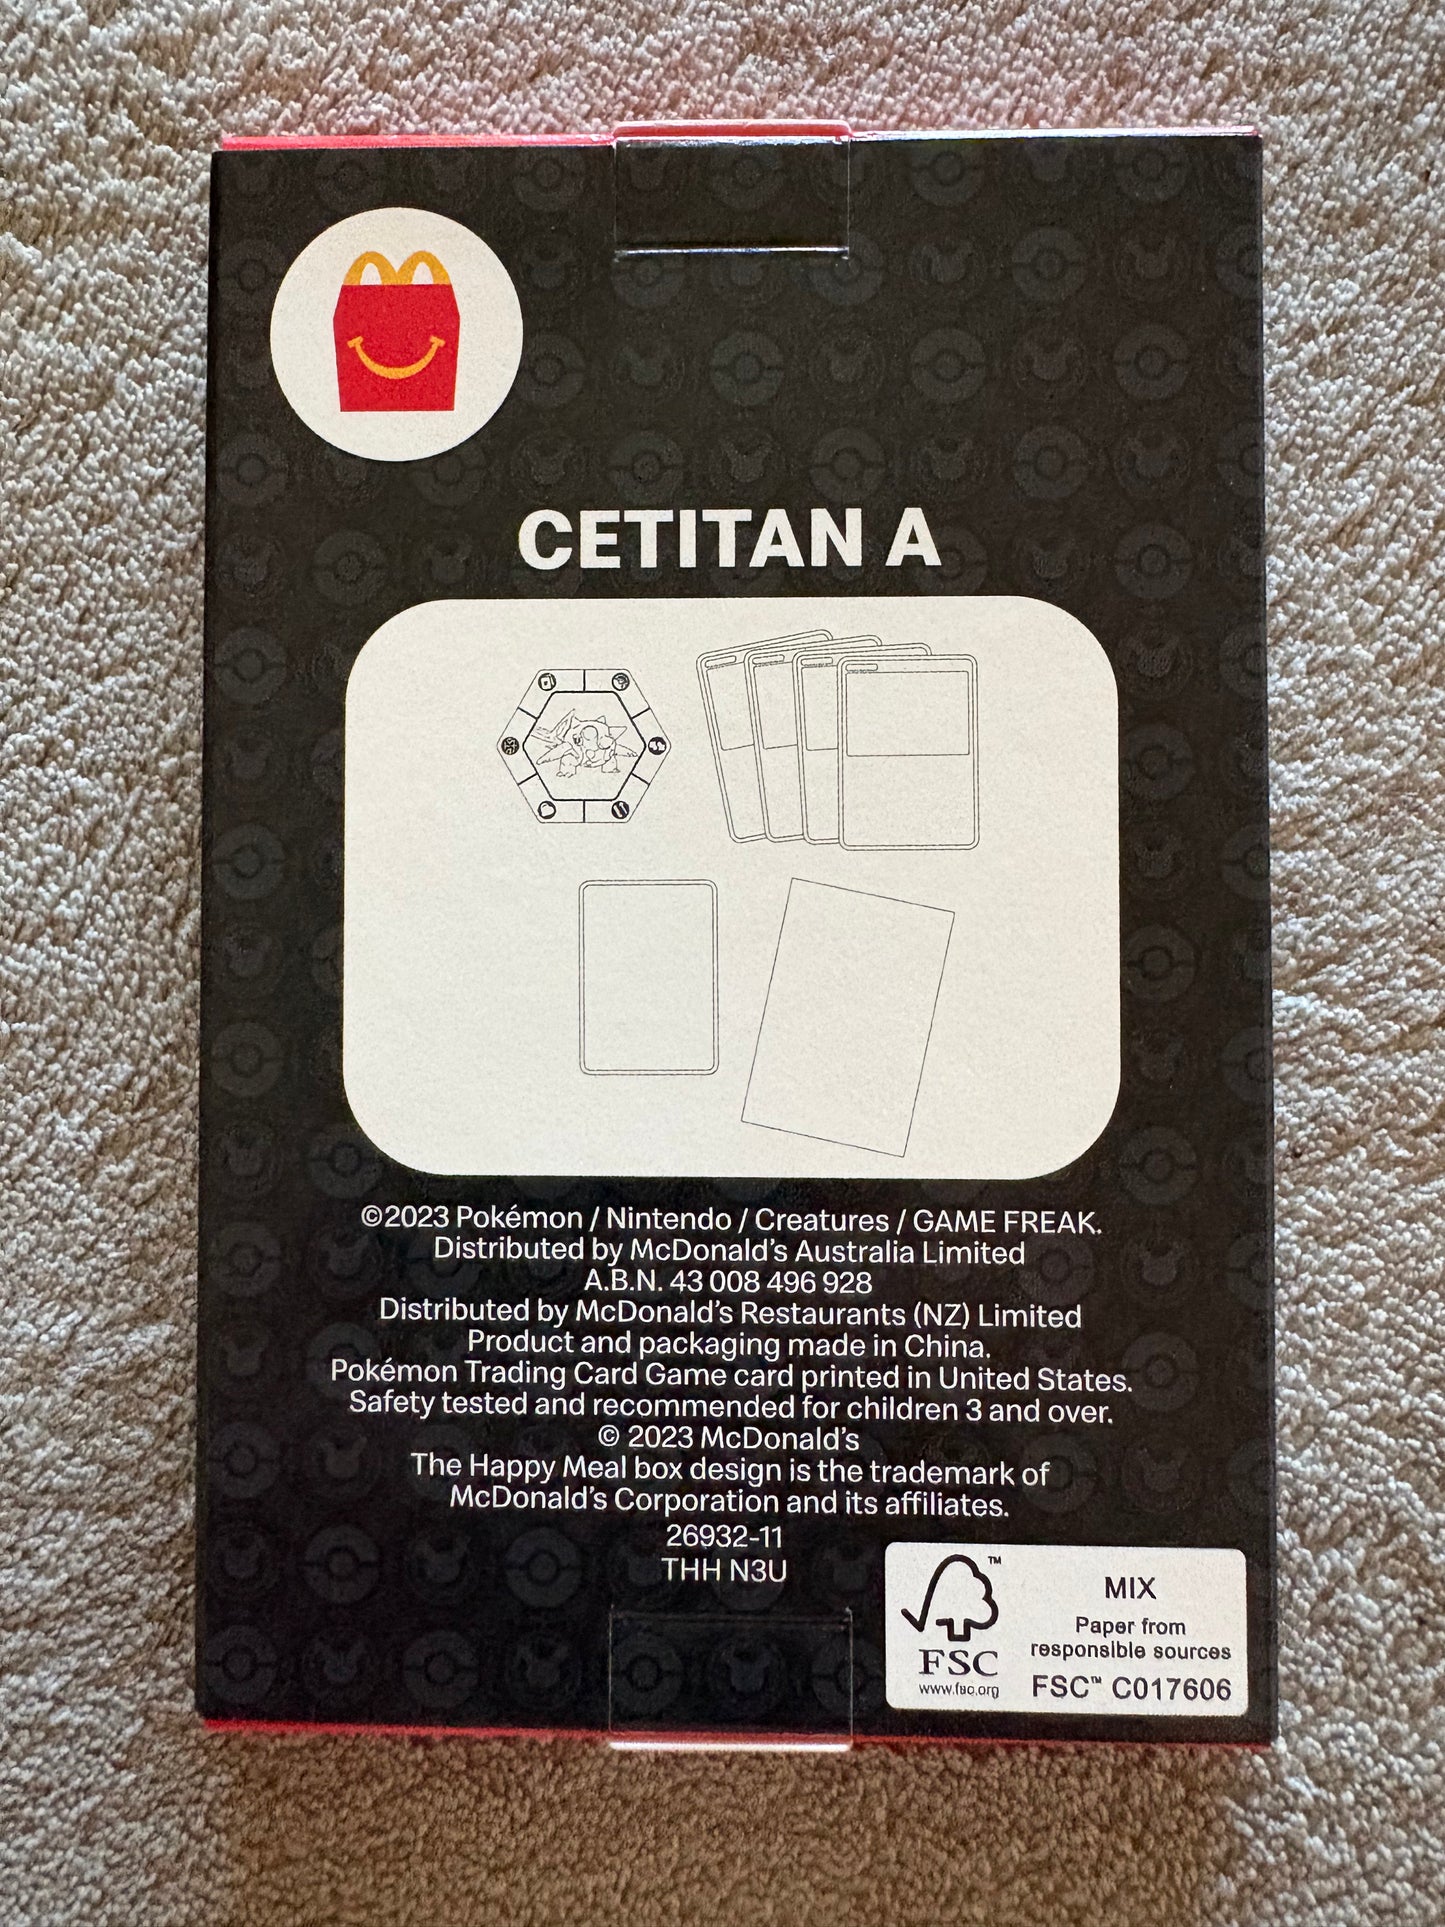 CETITAN A
©2023 Pokémon / Nintendo / Creatures / GAME FREAK.
Distributed by McDonald's Australia Limited
A.B.N. 43 008 496 928
Distributed by McDonald's Restaurants (NZ) Limited
Product and packaging made in China.
Pokémon Trading Card Game card printed in United States.
Safety tested and recommended for children 3 and over.
© 2023 McDonald's
The Happy Meal box design is the trademark of
McDonald's Corporation and its affiliates.
26932-11
THH N3U
™
FSC
www.fsc.org
MIX
Paper from
responsible sources
FSC™ C017606